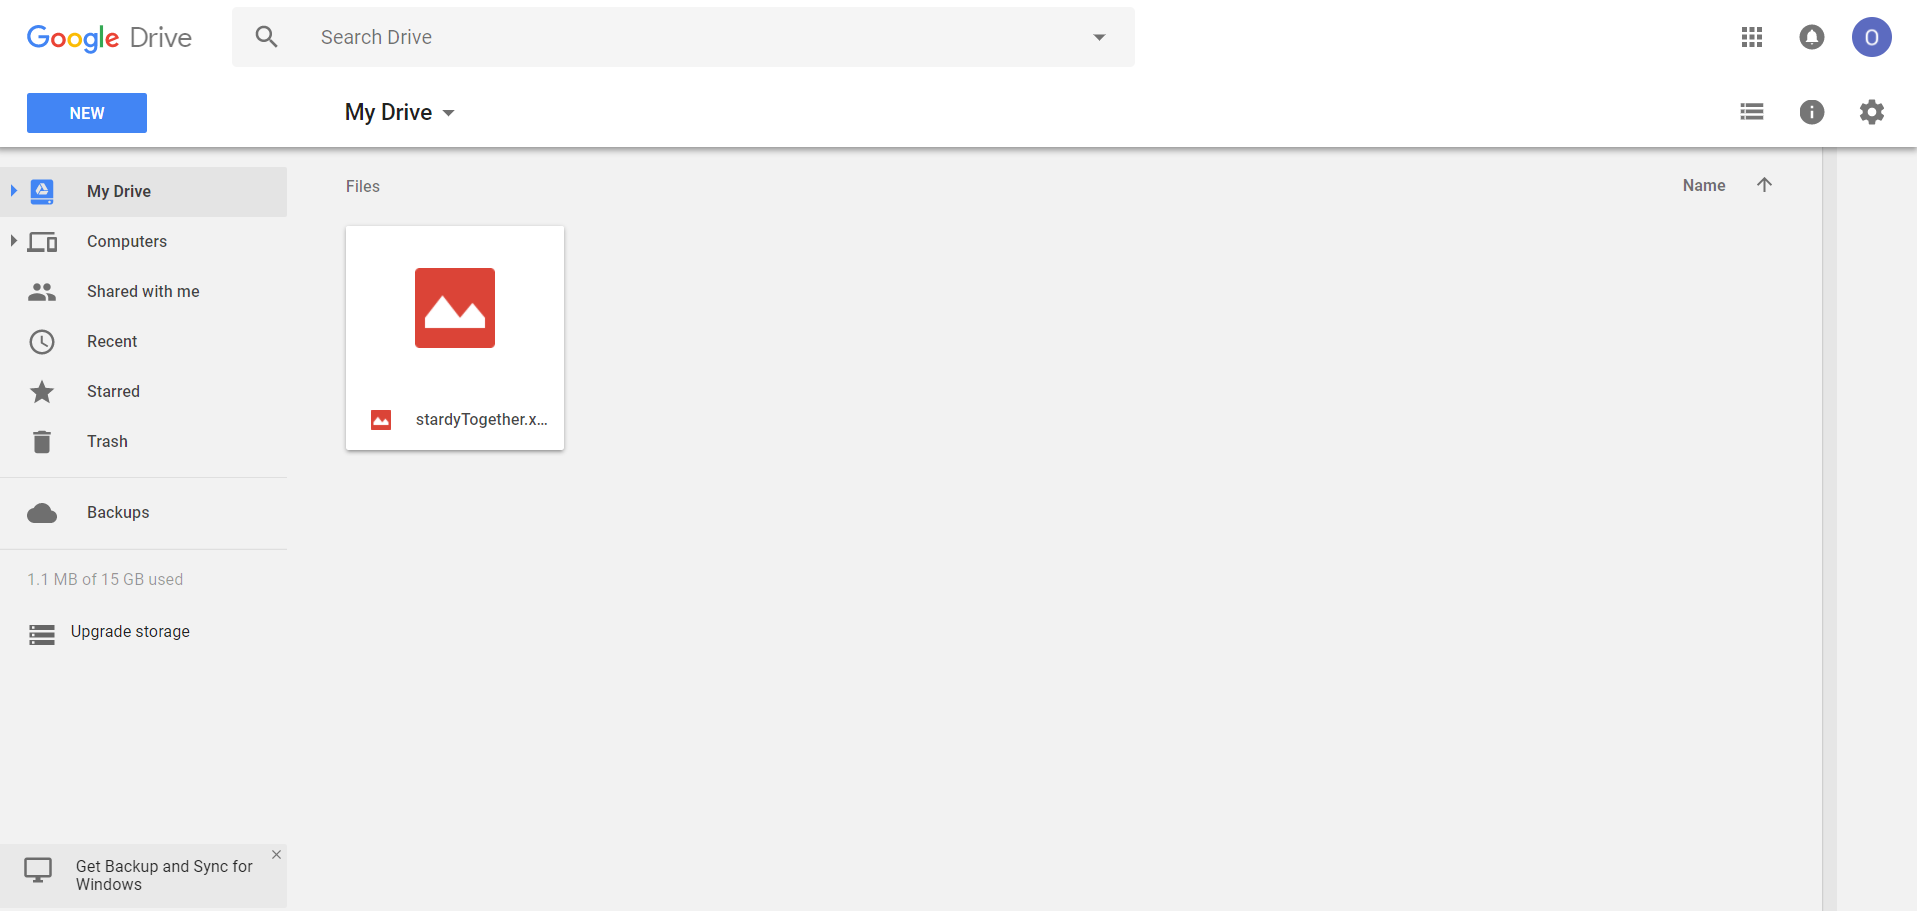 Google Drive
Search Drive
O
NEW
My Drive
My Drive
Computers
Shared with me
Recent
Starred
Trash
Backups
1.1 MB of 15 GB used
Upgrade storage
Get Backup and Sync for
Windows
Files
Name
stardyTogether.x...